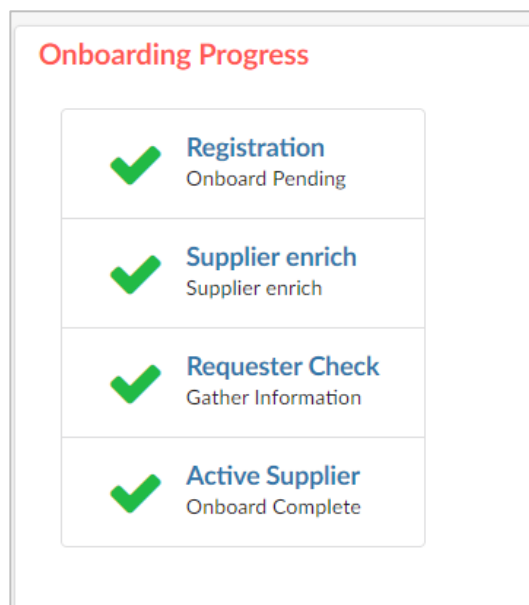 Onboarding Progress
Registration
Onboard Pending
Supplier enrich
Supplier enrich
Requester Check
Gather Information
Active Supplier
Onboard Complete